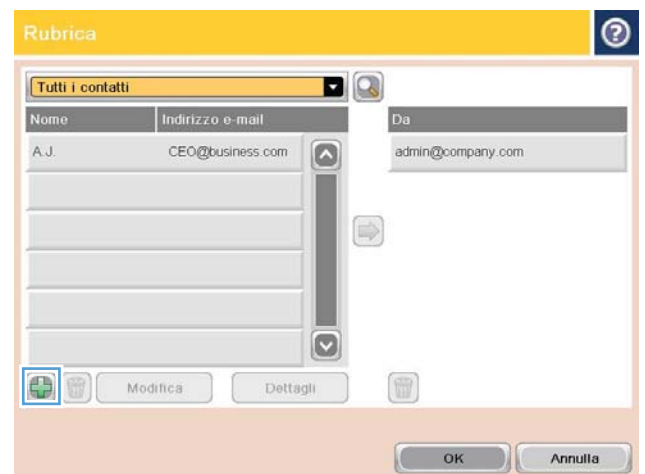 Rubrica
Tutti i contatti
Nome Indirizzo e-mail Da
A.J. CEO@business.com admin@company.com
Modifica Dettagli
OK Annulla